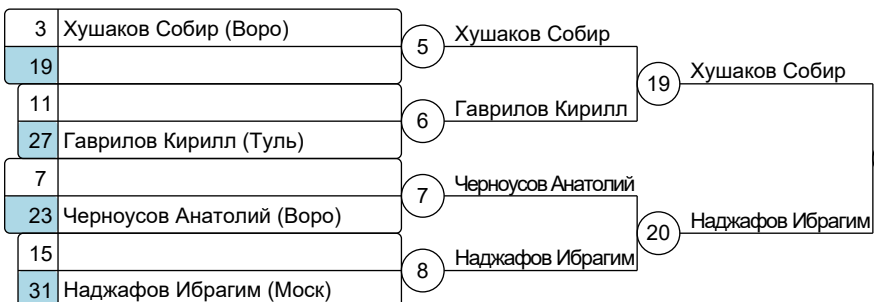 3 Хушаков Собир (Воро)
19
5 Хушаков Собир
11
27 Гаврилов Кирилл (Туль)
6 Гаврилов Кирилл
19 Хушаков Собир
7
23 Черноусов Анатолий (Воро)
7 Черноусов Анатолий
15
31 Наджафов Ибрагим (Моск)
8 Наджафов Ибрагим
20 Наджафов Ибрагим